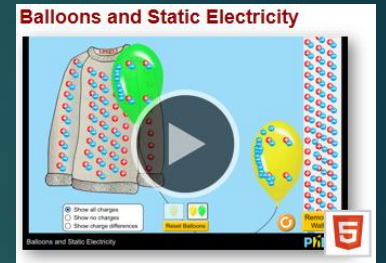 Balloons and Static Electricity
Show all charges
Show no charges
Show charge differences
Reset Balloons
Wall
Balloons and Static Electricity
5